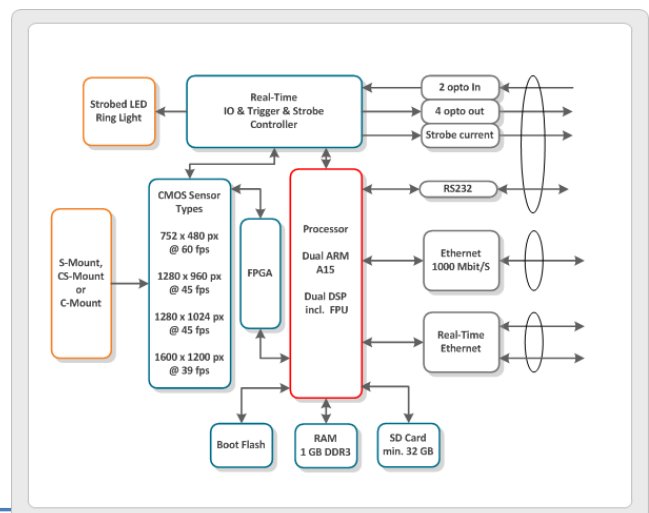 Strobed LED
Ring Light
Real-Time
IO & Trigger & Strobe
Controller
2 opto In
4 opto out
Strobe current
RS232
CMOS Sensor
Types
752 x 480 px
@ 60 fps
1280 x 960 px
@ 45 fps
1280 x 1024 px
@ 45 fps
1600 x 1200 px
@ 39 fps
S-Mount,
CS-Mount
or
C-Mount
FPGA
Processor
Dual ARM
A15
Dual DSP
incl. FPU
Ethernet
1000 Mbit/S
Real-Time
Ethernet
Boot Flash
RAM
1 GB DDR3
SD Card
min. 32 GB